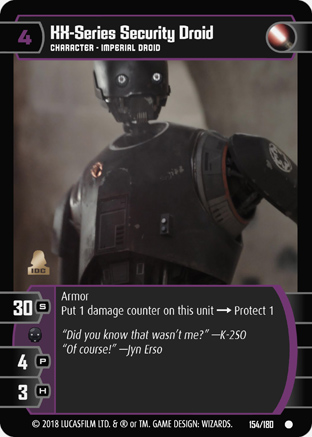 4 KX-Series Security Droid
CHARACTER - IMPERIAL DROID
IDC
30 S
Armor
Put 1 damage counter on this unit → Protect 1
"Did you know that wasn't me?" —K-2SO
"Of course!" —Jyn Erso
4 P
3 H
© 2018 LUCASFILM LTD. & ® or TM. GAME DESIGN: WIZARDS. 154/180